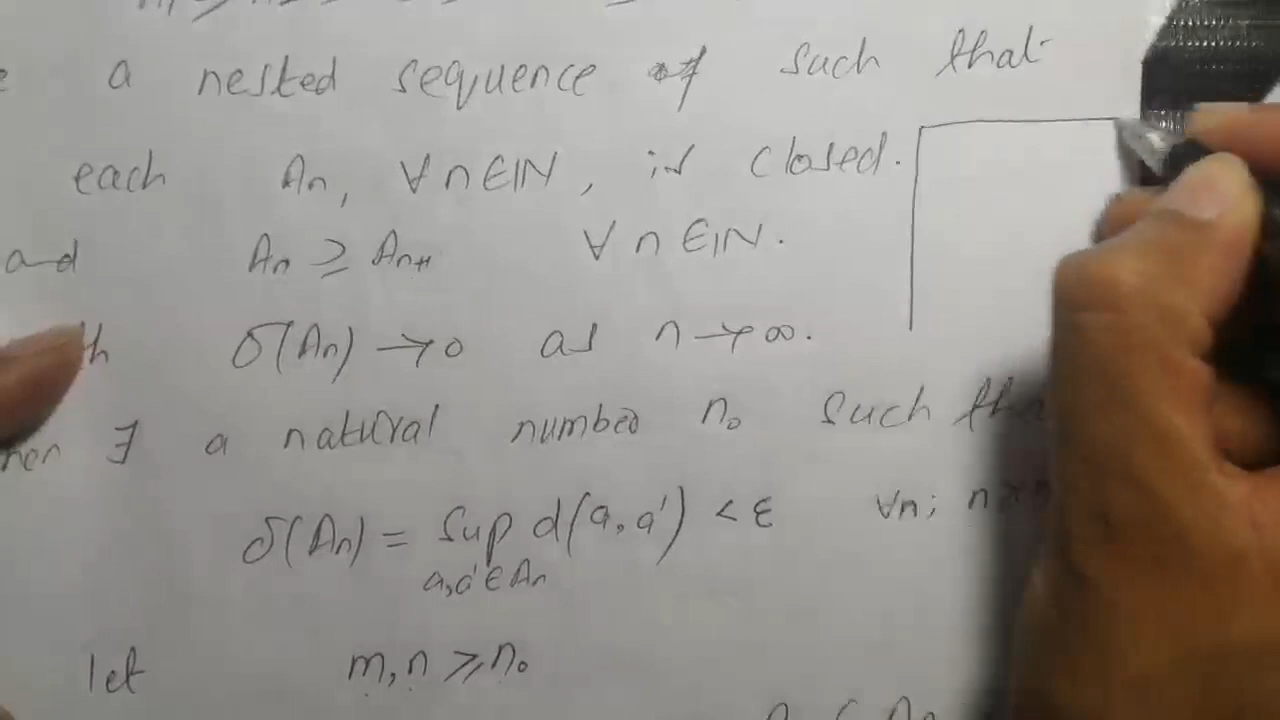 a nested sequence of such that
each An, ∀n∈IN, is closed.
and An ⊇ An+1 ∀n∈IN.
δ(An) → 0 as n → ∞.
∃ a natural number n₀ such
δ(An) = sup d(a, a') < ε ∀n; n
a,a'∈An
let m,n ≥ n₀